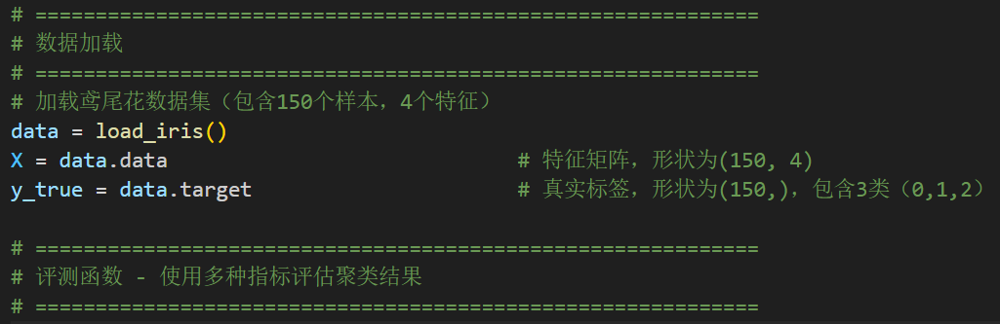 # ============================================================
# 数据加载
# ============================================================
# 加载鸢尾花数据集（包含150个样本，4个特征）
data = load_iris()
X = data.data                             # 特征矩阵，形状为(150, 4)
y_true = data.target                      # 真实标签，形状为(150,)，包含3类（0,1,2）
# ============================================================
# 评测函数 - 使用多种指标评估聚类结果
# ============================================================